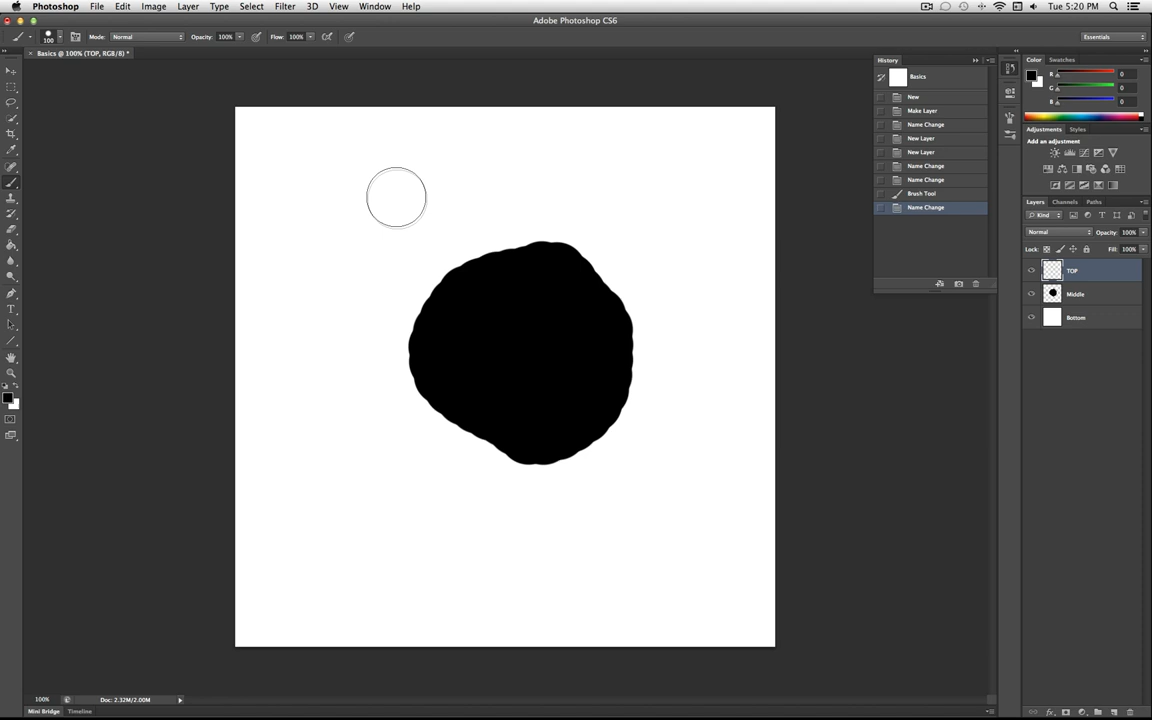 Photoshop File Edit Image Layer Type Select Filter 3D View Window Help Tue 5:20 PM
Adobe Photoshop CS6
100 Mode: Normal Opacity: 100% Flow: 100% Essentials
× Basics @ 100% (TOP, RGB/8) *
History
Basics
New
Make Layer
Name Change
New Layer
New Layer
Name Change
Name Change
Brush Tool
Name Change
Color Swatches
R 0
G 0
B 0
Adjustments Styles
Add an adjustment
Layers Channels Paths
Kind
Normal Opacity: 100%
Lock: Fill: 100%
TOP
Middle
Bottom
100% Doc: 2.32M/2.00M
Mini Bridge Timeline